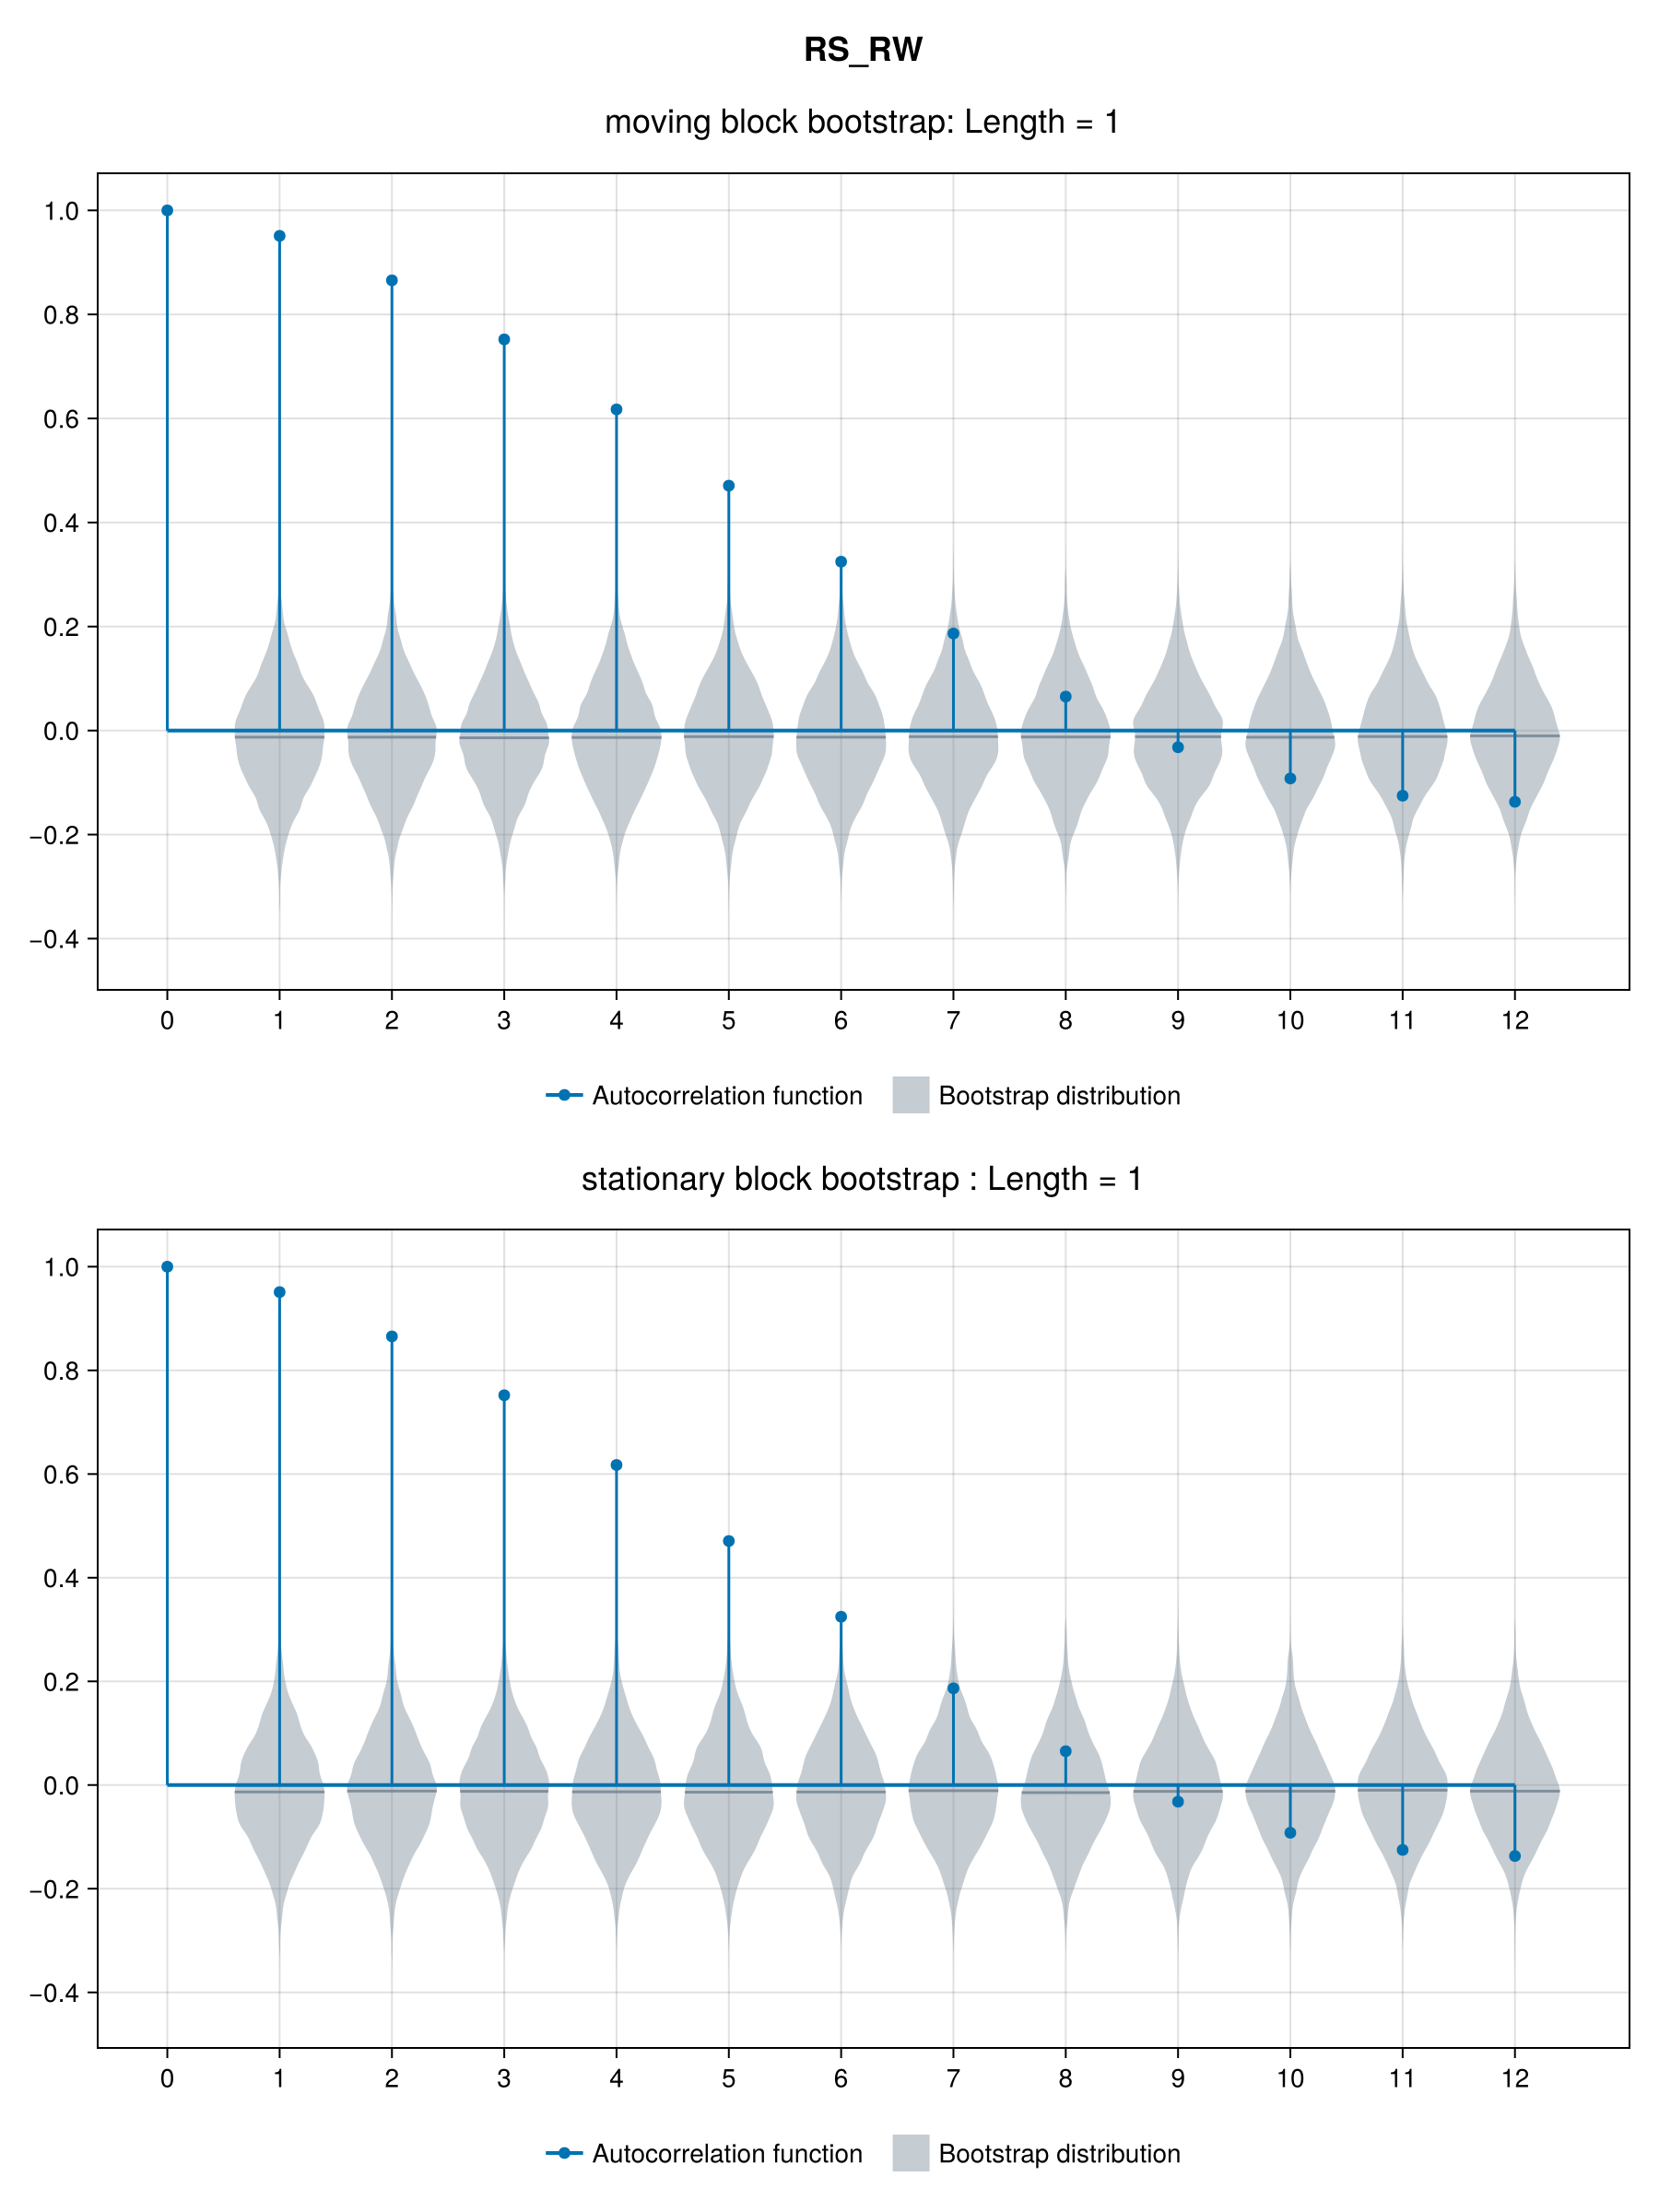 RS_RW
moving block bootstrap: Length = 1
1.0
0.8
0.6
0.4
0.2
0.0
−0.2
−0.4
0 1 2 3 4 5 6 7 8 9 10 11 12
Autocorrelation function Bootstrap distribution
stationary block bootstrap : Length = 1
1.0
0.8
0.6
0.4
0.2
0.0
−0.2
−0.4
0 1 2 3 4 5 6 7 8 9 10 11 12
Autocorrelation function Bootstrap distribution